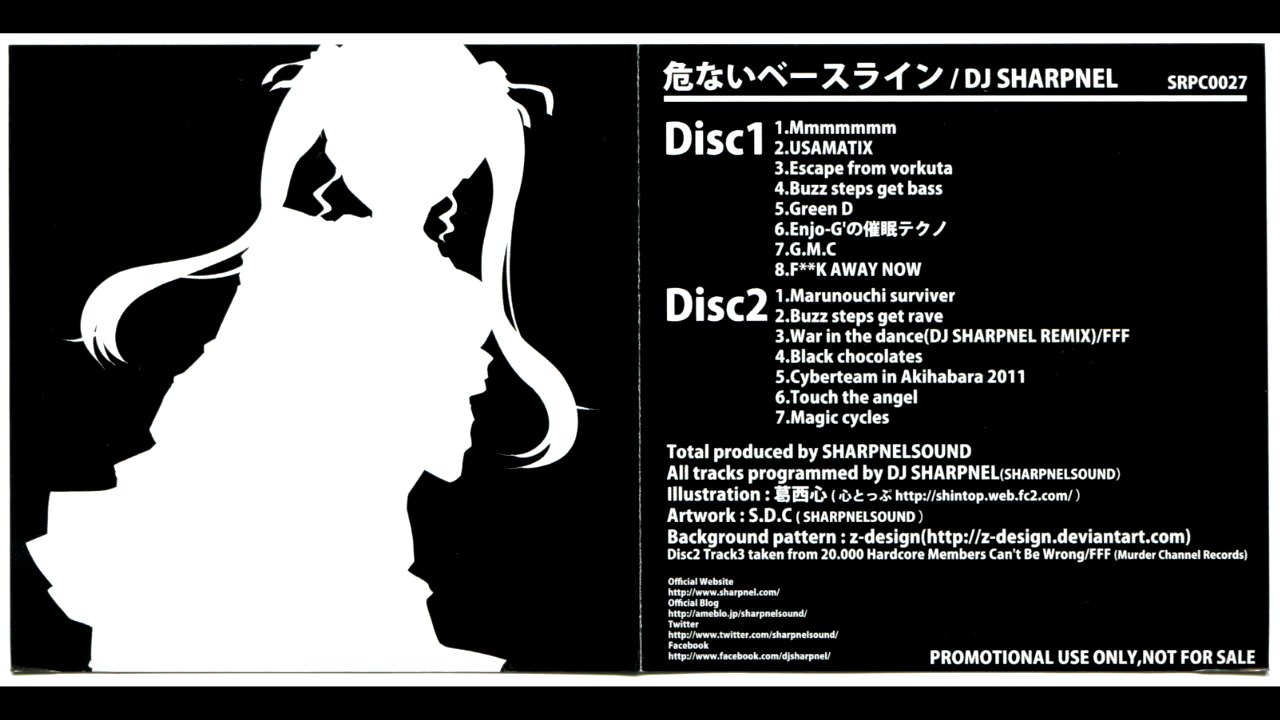 危ないベースライン / DJ SHARPNEL SRPC0027
Disc1
1.Mmmmmmm
2.USAMATIX
3.Escape from vorkuta
4.Buzz steps get bass
5.Green D
6.Enjo-G'の催眠テクノ
7.G.M.C
8.F**K AWAY NOW
Disc2
1.Marunouchi surviver
2.Buzz steps get rave
3.War in the dance(DJ SHARPNEL REMIX)/FFF
4.Black chocolates
5.Cyberteam in Akihabara 2011
6.Touch the angel
7.Magic cycles
Total produced by SHARPNELSOUND
All tracks programmed by DJ SHARPNEL(SHARPNELSOUND)
Illustration : 葛西心 ( 心とっぷ http://shintop.web.fc2.com/ )
Artwork : S.D.C ( SHARPNELSOUND )
Background pattern : z-design(http://z-design.deviantart.com)
Disc2 Track3 taken from 20.000 Hardcore Members Can't Be Wrong/FFF (Murder Channel Records)
Official Website
http://www.sharpnel.com/
Official Blog
http://ameblo.jp/sharpnelsound/
Twitter
http://www.twitter.com/sharpnelsound/
Facebook
http://www.facebook.com/djsharpnel/
PROMOTIONAL USE ONLY,NOT FOR SALE